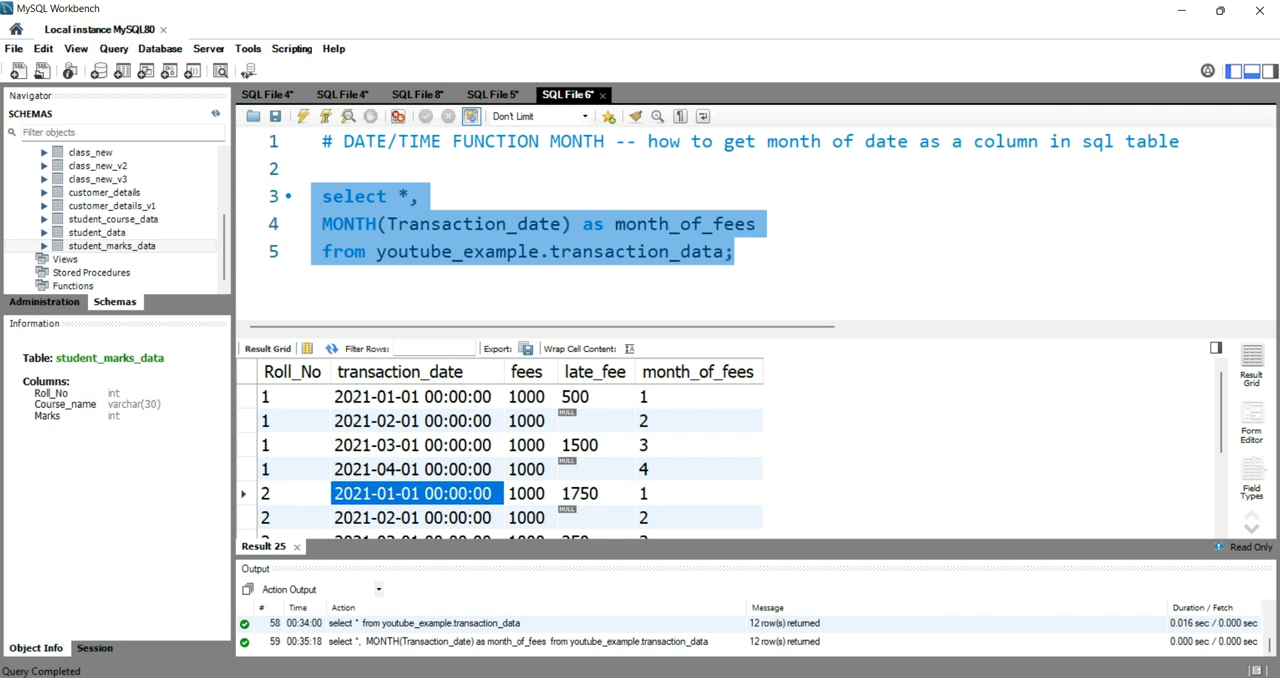 MySQL Workbench
Local instance MySQL80
File Edit View Query Database Server Tools Scripting Help
Navigator
SCHEMAS
Filter objects
class_new
class_new_v2
class_new_v3
customer_details
customer_details_v1
student_course_data
student_data
student_marks_data
Views
Stored Procedures
Functions
Administration Schemas
Information
Table: student_marks_data
Columns:
Roll_No int
Course_name varchar(30)
Marks int
Object Info Session
SQL File 4* SQL File 4* SQL File 8* SQL File 5* SQL File 6*
Don't Limit
1 # DATE/TIME FUNCTION MONTH -- how to get month of date as a column in sql table
2
3 select *,
4 MONTH(Transaction_date) as month_of_fees
5 from youtube_example.transaction_data;
Result Grid Filter Rows: Export: Wrap Cell Content:
Roll_No transaction_date fees late_fee month_of_fees
1 2021-01-01 00:00:00 1000 500 1
1 2021-02-01 00:00:00 1000 NULL 2
1 2021-03-01 00:00:00 1000 1500 3
1 2021-04-01 00:00:00 1000 NULL 4
2 2021-01-01 00:00:00 1000 1750 1
2 2021-02-01 00:00:00 1000 NULL 2
Result Grid
Form Editor
Field Types
Result 25
Read Only
Output
Action Output
# Time Action Message Duration / Fetch
58 00:34:00 select * from youtube_example.transaction_data 12 row(s) returned 0.016 sec / 0.000 sec
59 00:35:18 select *, MONTH(Transaction_date) as month_of_fees from youtube_example.transaction_data 12 row(s) returned 0.000 sec / 0.000 sec
Query Completed